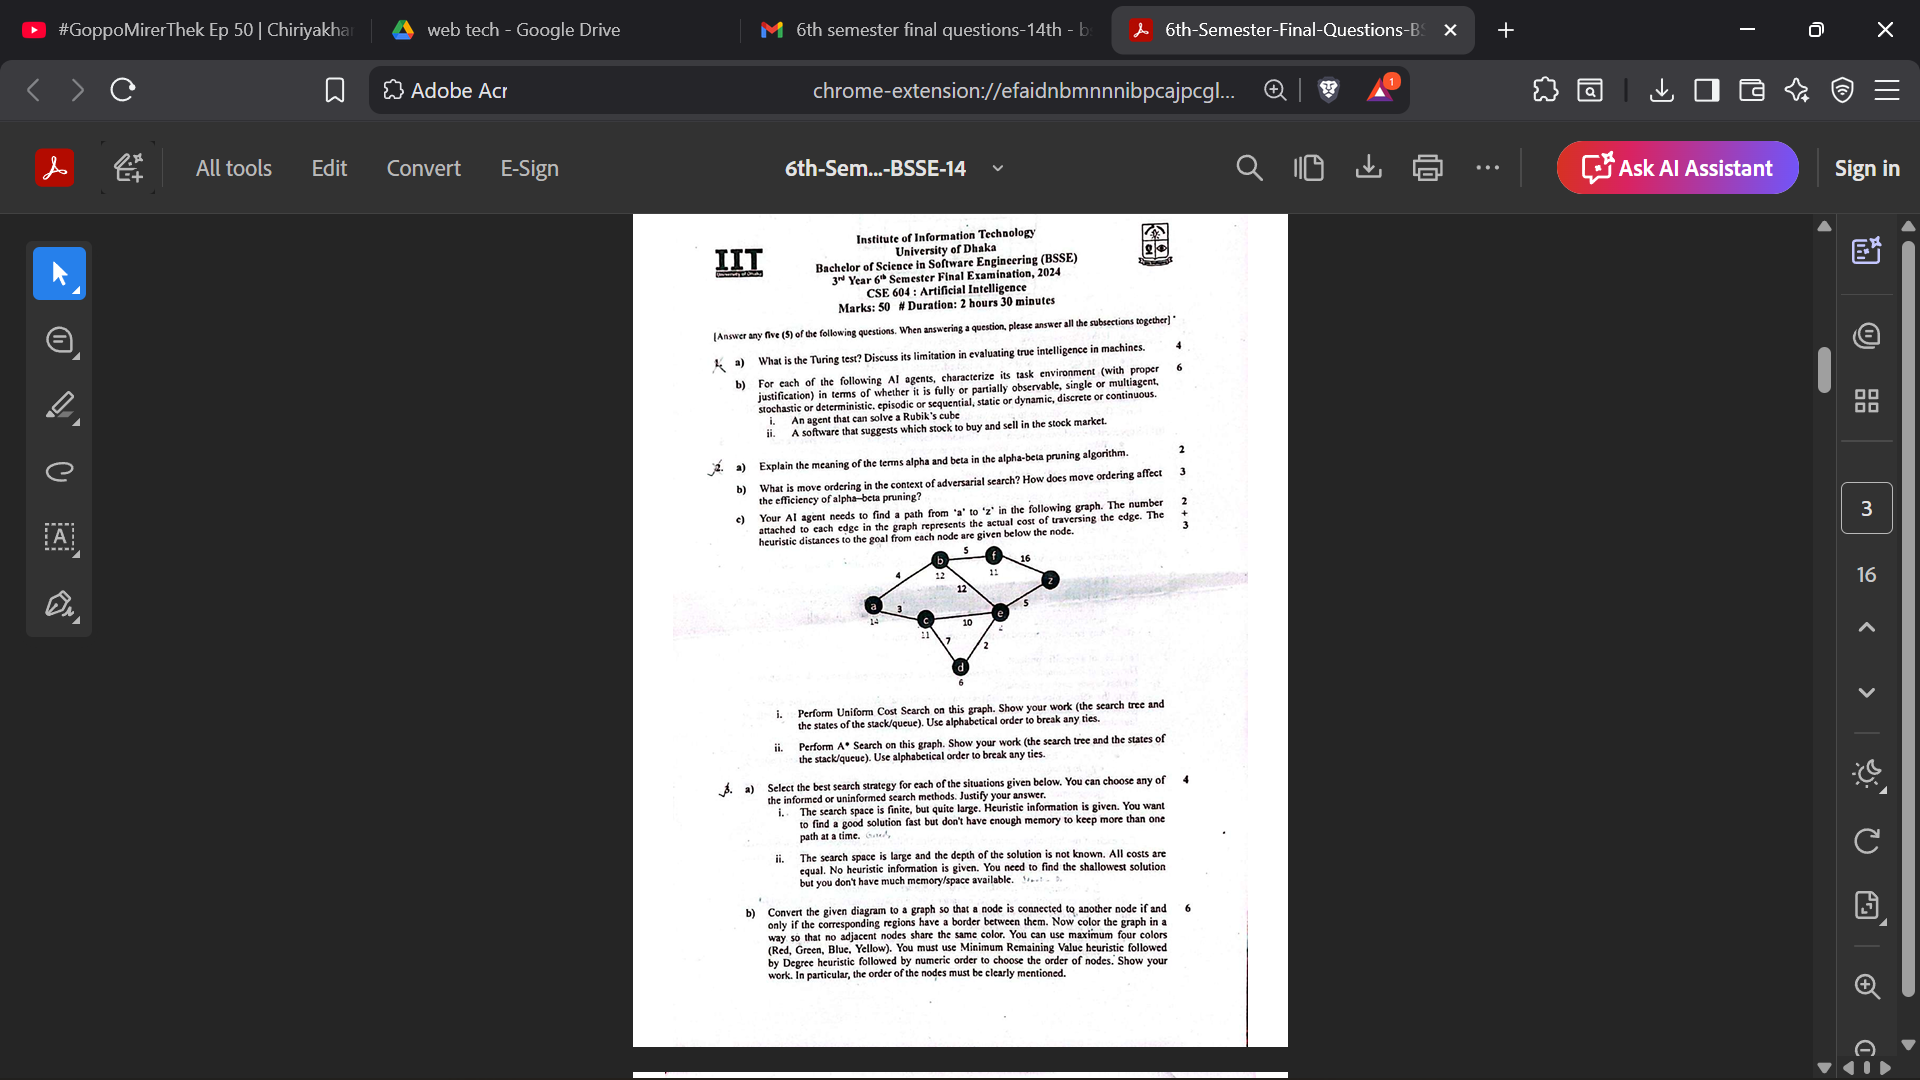 #GoppoMirerThek Ep 50 | Chiriyakhar
web tech - Google Drive
6th semester final questions-14th - b
6th-Semester-Final-Questions-BS
Adobe Acr
chrome-extension://efaidnbmnnnibpcajpcgl...
1
All tools
Edit
Convert
E-Sign
6th-Sem...-BSSE-14
Ask AI Assistant
Sign in
IIT
University of Dhaka
Institute of Information Technology
University of Dhaka
Bachelor of Science in Software Engineering (BSSE)
3rd Year 6th Semester Final Examination, 2024
CSE 604 : Artificial Intelligence
Marks: 50 # Duration: 2 hours 30 minutes
[Answer any five (5) of the following questions. When answering a question, please answer all the subsections together]
1. a) What is the Turing test? Discuss its limitation in evaluating true intelligence in machines. 4
b) For each of the following AI agents, characterize its task environment (with proper 6
justification) in terms of whether it is fully or partially observable, single or multiagent,
stochastic or deterministic, episodic or sequential, static or dynamic, discrete or continuous.
i. An agent that can solve a Rubik's cube
ii. A software that suggests which stock to buy and sell in the stock market.
2. a) Explain the meaning of the terms alpha and beta in the alpha-beta pruning algorithm. 2
b) What is move ordering in the context of adversarial search? How does move ordering affect 3
the efficiency of alpha–beta pruning?
c) Your AI agent needs to find a path from 'a' to 'z' in the following graph. The number 2
attached to each edge in the graph represents the actual cost of traversing the edge. The +
heuristic distances to the goal from each node are given below the node. 3
b 5 f 16
12 11
4 12 z
a 3 c 10 e 5
14 11
7 2
d
6
i. Perform Uniform Cost Search on this graph. Show your work (the search tree and
the states of the stack/queue). Use alphabetical order to break any ties.
ii. Perform A* Search on this graph. Show your work (the search tree and the states of
the stack/queue). Use alphabetical order to break any ties.
3. a) Select the best search strategy for each of the situations given below. You can choose any of 4
the informed or uninformed search methods. Justify your answer.
i. The search space is finite, but quite large. Heuristic information is given. You want
to find a good solution fast but don't have enough memory to keep more than one
path at a time.
ii. The search space is large and the depth of the solution is not known. All costs are
equal. No heuristic information is given. You need to find the shallowest solution
but you don't have much memory/space available.
b) Convert the given diagram to a graph so that a node is connected to another node if and 6
only if the corresponding regions have a border between them. Now color the graph in a
way so that no adjacent nodes share the same color. You can use maximum four colors
(Red, Green, Blue, Yellow). You must use Minimum Remaining Value heuristic followed
by Degree heuristic followed by numeric order to choose the order of nodes. Show your
work. In particular, the order of the nodes must be clearly mentioned.
3
16